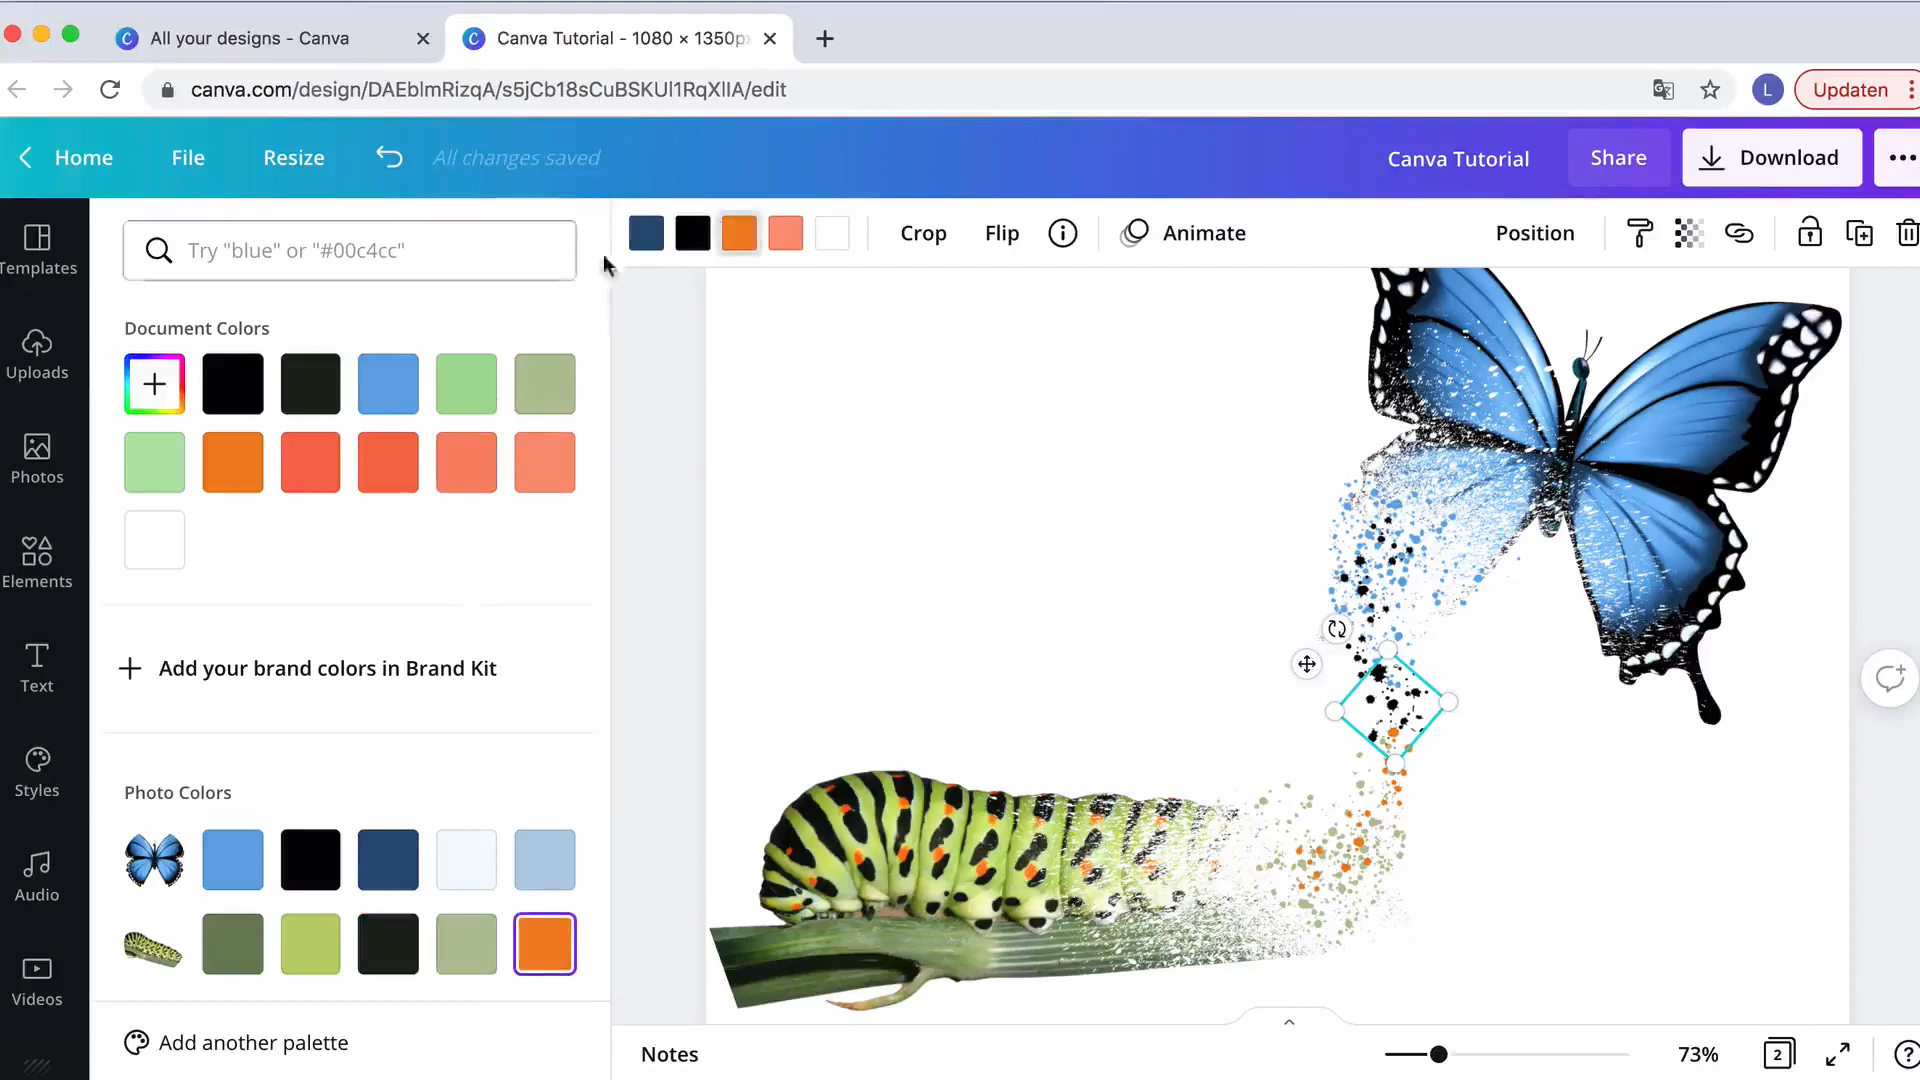 All your designs - Canva
Canva Tutorial - 1080 × 1350p
canva.com/design/DAEblmRizqA/s5jCb18sCuBSKUl1RqXlIA/edit
L
Updaten
Home
File
Resize
All changes saved
Canva Tutorial
Share
Download
Templates
Uploads
Photos
Elements
Text
Styles
Audio
Videos
Try "blue" or "#00c4cc"
Document Colors
Add your brand colors in Brand Kit
Photo Colors
Add another palette
Crop
Flip
Animate
Position
Notes
73%
2
?